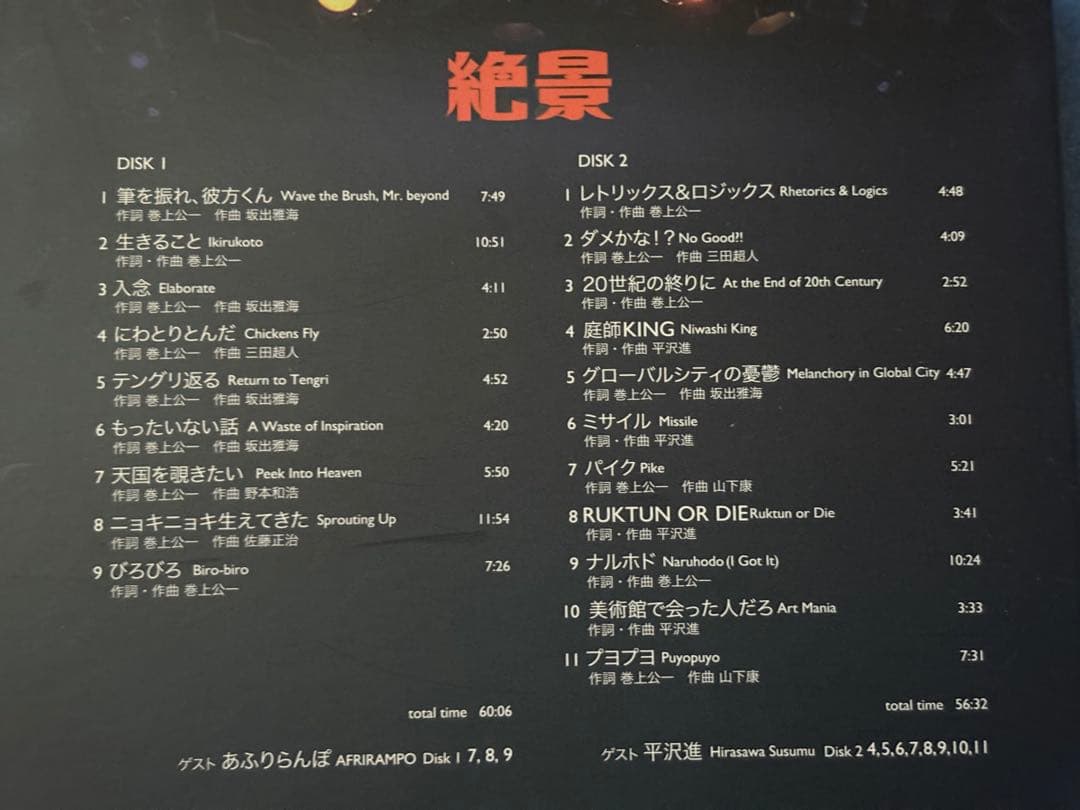 絶景
DISK 1
1 筆を振れ、彼方くん Wave the Brush, Mr. beyond 7:49
作詞 巻上公一 作曲 坂出雅海
2 生きること Ikirukoto 10:51
作詞・作曲 巻上公一
3 入念 Elaborate 4:11
作詞 巻上公一 作曲 坂出雅海
4 にわとりとんだ Chickens Fly 2:50
作詞 巻上公一 作曲 三田超人
5 テングリ返る Return to Tengri 4:52
作詞 巻上公一 作曲 坂出雅海
6 もったいない話 A Waste of Inspiration 4:20
作詞 巻上公一 作曲 坂出雅海
7 天国を覗きたい Peek Into Heaven 5:50
作詞 巻上公一 作曲 野本和浩
8 ニョキニョキ生えてきた Sprouting Up 11:54
作詞 巻上公一 作曲 佐藤正治
9 びろびろ Biro-biro 7:26
作詞・作曲 巻上公一
total time 60:06
ゲスト あふりらんぽ AFRIRAMPO Disk 1 7, 8, 9
DISK 2
1 レトリックス&ロジックス Rhetorics & Logics 4:48
作詞・作曲 巻上公一
2 ダメかな!? No Good?! 4:09
作詞 巻上公一 作曲 三田超人
3 20世紀の終りに At the End of 20th Century 2:52
作詞・作曲 巻上公一
4 庭師KING Niwashi King 6:20
作詞・作曲 平沢進
5 グローバルシティの憂鬱 Melanchory in Global City 4:47
作詞 巻上公一 作曲 坂出雅海
6 ミサイル Missile 3:01
作詞・作曲 平沢進
7 パイク Pike 5:21
作詞 巻上公一 作曲 山下康
8 RUKTUN OR DIE Ruktun or Die 3:41
作詞・作曲 平沢進
9 ナルホド Naruhodo (I Got It) 10:24
作詞・作曲 巻上公一
10 美術館で会った人だろ Art Mania 3:33
作詞・作曲 平沢進
11 プヨプヨ Puyopuyo 7:31
作詞 巻上公一 作曲 山下康
total time 56:32
ゲスト 平沢進 Hirasawa Susumu Disk 2 4,5,6,7,8,9,10,11